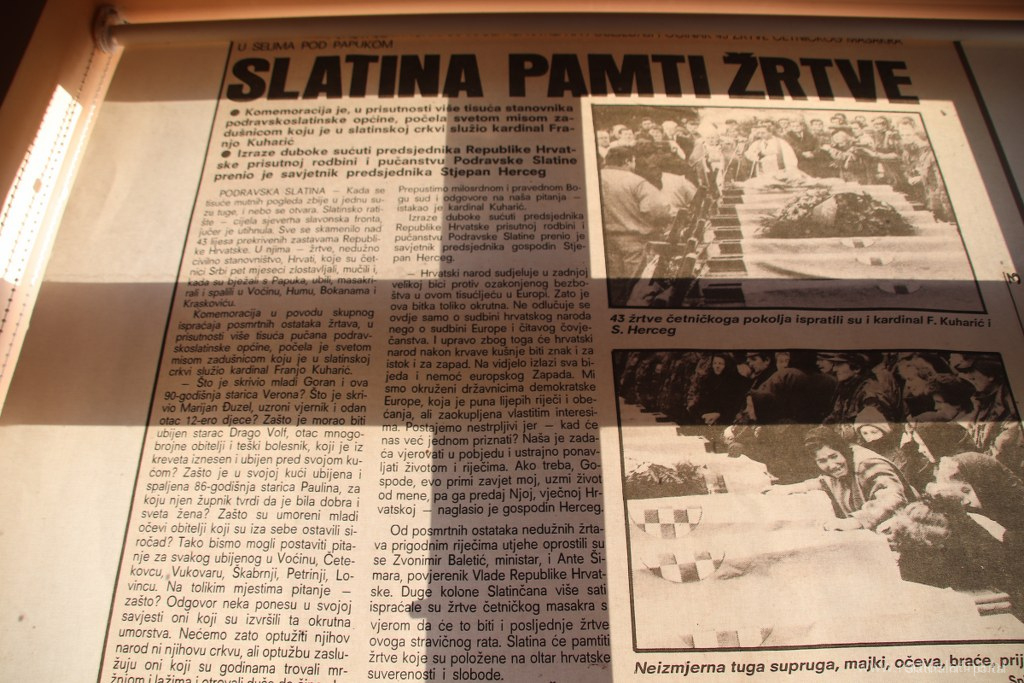 U SELIMA POD PAPUKOM
SLATINA PAMTI ŽRTVE
● Komemoracija je, u prisutnosti više tisuća stanovnika
podravskoslatinske općine, počela svetom misom za-
dušnicom koju je u slatinskoj crkvi služio kardinal Fra-
njo Kuharić
● Izraze duboke sućuti predsjednika Republike Hrvat-
ske prisutnoj rodbini i pučanstvu Podravske Slatine
prenio je savjetnik predsjednika Stjepan Herceg
PODRAVSKA SLATINA — Kada se
tisuće mutnih pogleda zbije u jednu su-
zu tuge, i nebo se otvara. Slatinsko rati-
šte — cijela sjeverna slavonska fronta,
jučer je utihnula. Sve se skamenilo nad
43 lijesa prekrivenih zastavama Republi-
ke Hrvatske. U njima — žrtve, nedužno
civilno stanovništvo, Hrvati, koje su čet-
nici Srbi pet mjeseci zlostavljali, mučili i,
kada su bježali s Papuka, ubili, masakri-
rali i spalili u Voćinu, Humu, Bokanama i
Kraskoviću.
Komemoracija u povodu skupnog
ispraćaja posmrtnih ostataka žrtava, u
prisutnosti više tisuća pučana podrav-
skoslatinske općine, počela je svetom
misom zadušnicom koju je u slatinskoj
crkvi služio kardinal Franjo Kuharić.
— Što je skrivio mladi Goran i ova
90-godišnja starica Verona? Što je skri-
vio Marijan Đuzel, uzroni vjernik i odan
otac 12-ero djece? Zašto je morao biti
ubijen starac Drago Volf, otac mnogo-
brojne obitelji i teški bolesnik, koji je iz
kreveta iznesen i ubijen pred svojom ku-
ćom? Zašto je u svojoj kući ubijena i
spaljena 86-godišnja starica Paulina, za
koju njen župnik tvrdi da je bila dobra i
sveta žena? Zašto su umoreni mladi
očevi obitelji koji su iza sebe ostavili si-
ročad? Tako bismo mogli postaviti pita-
nje za svakog ubijenog u Voćinu, Čete-
kovcu, Vukovaru, Škabrnji, Petrinji, Lo-
vincu. Na tolikim mjestima pitanje —
zašto? Odgovor neka ponesu u svojoj
savjesti oni koji su izvršili ta okrutna
umorstva. Nećemo zato optužiti njihov
narod ni njihovu crkvu, ali optužbu zaslu-
žuju oni koji su godinama trovali mr-
žnjom i lažima i otrovali duše
Prepustimo milosrdnom i pravednom Bo-
gu sud i odgovore na naša pitanja —
istakao je kardinal Kuharić.
Izraze duboke sućuti predsjednika
Republike Hrvatske prisutnoj rodbini i
pučanstvu Podravske Slatine prenio je
savjetnik predsjednika gospodin Stje-
pan Herceg.
— Hrvatski narod sudjeluje u zadnjoj
velikoj bici protiv ozakonjenog bezbo-
štva u ovom tisućljeću u Europi. Zato je
ova bitka toliko okrutna. Ne odlučuje se
ovdje samo o sudbini hrvatskog naroda
nego o sudbini Europe i čitavog čovje-
čanstva. I upravo zbog toga će hrvatski
narod nakon krvave kušnje biti znak i za
istok i za zapad. Na vidjelo izlazi sva bi-
jeda i nemoć europskog Zapada. Mi
smo okruženi državnicima demokratske
Europe, koja je puna lijepih riječi i obe-
ćanja, ali zaokupljena vlastitim interesi-
ma. Postajemo nestrpljivi jer — kad će
nas već jednom priznati? Naša je zada-
ća vjerovati u pobjedu i ustrajno ponav-
ljati životom i riječima. Ako treba, Go-
spode, evo primi zavjet moj, uzmi život
od mene, pa ga predaj Njoj, vječnoj Hr-
vatskoj — naglasio je gospodin Herceg.
Od posmrtnih ostataka nedužnih žrta-
va prigodnim riječima utjehe oprostili su
se Zvonimir Baletić, ministar, i Ante Ši-
mara, povjerenik Vlade Republike Hrvat-
ske. Duge kolone Slatinčana više sati
ispraćale su žrtve četničkog masakra s
vjerom da će to biti i posljednje žrtve
ovoga stravičnog rata. Slatina će pamtiti
žrtve koje su položene na oltar hrvatske
suverenosti i slobode.
43 žrtve četničkoga pokolja ispratili su i kardinal F. Kuharić i
S. Herceg
Neizmjerna tuga supruga, majki, očeva, braće, prij